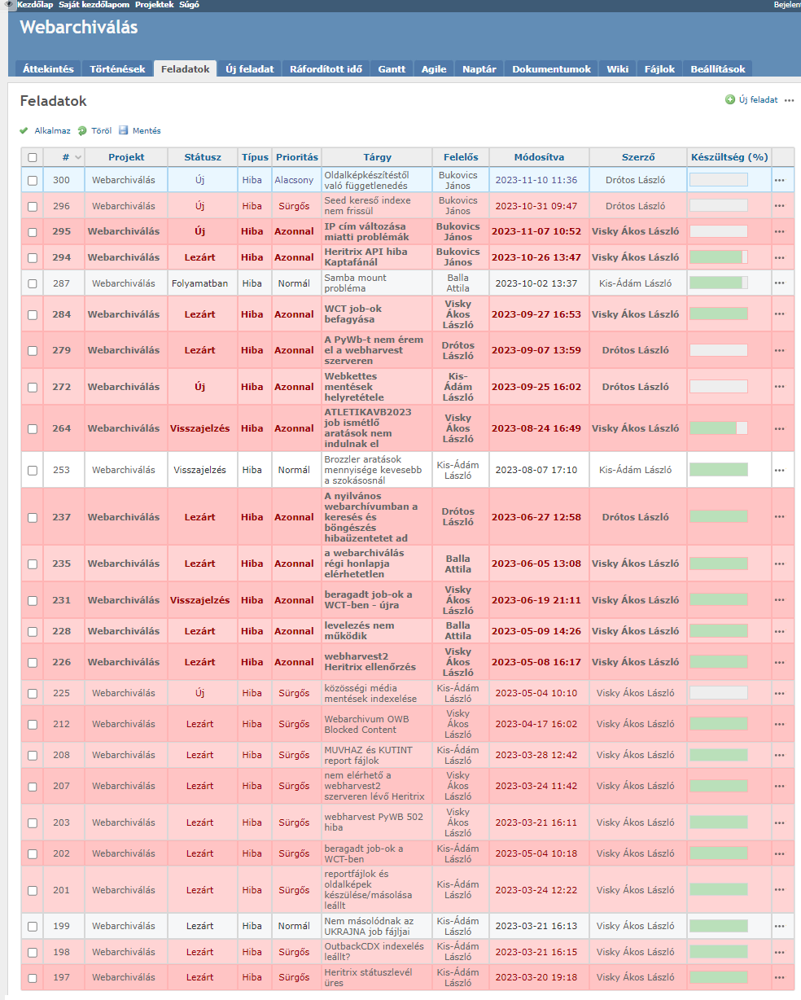 Kezdőlap Saját kezdőlapom Projektek Súgó Bejelent
Webarchiválás
Áttekintés Történések Feladatok Új feladat Ráfordított idő Gantt Agile Naptár Dokumentumok Wiki Fájlok Beállítások
Feladatok
Új feladat •••
Alkalmaz Töröl Mentés
# Projekt Státusz Típus Prioritás Tárgy Felelős Módosítva Szerző Készültség (%)
300 Webarchiválás Új Hiba Alacsony Oldalképkészítéstől való függetlenedés Bukovics János 2023-11-10 11:36 Drótos László •••
296 Webarchiválás Új Hiba Sürgős Seed kereső indexe nem frissül Bukovics János 2023-10-31 09:47 Drótos László •••
295 Webarchiválás Új Hiba Azonnal IP cím változása miatti problémák Bukovics János 2023-11-07 10:52 Visky Ákos László •••
294 Webarchiválás Lezárt Hiba Azonnal Heritrix API hiba Kaptafánál Bukovics János 2023-10-26 13:47 Visky Ákos László •••
287 Webarchiválás Folyamatban Hiba Normál Samba mount probléma Balla Attila 2023-10-02 13:37 Kis-Ádám László •••
284 Webarchiválás Lezárt Hiba Azonnal WCT job-ok befagyása Visky Ákos László 2023-09-27 16:53 Visky Ákos László •••
279 Webarchiválás Lezárt Hiba Azonnal A PyWb-t nem érem el a webharvest szerveren Drótos László 2023-09-07 13:59 Drótos László •••
272 Webarchiválás Új Hiba Azonnal Webkettes mentések helyretétele Kis-Ádám László 2023-09-25 16:02 Drótos László •••
264 Webarchiválás Visszajelzés Hiba Azonnal ATLETIKAVB2023 job ismétlő aratások nem indulnak el Visky Ákos László 2023-08-24 16:49 Visky Ákos László •••
253 Webarchiválás Visszajelzés Hiba Normál Brozzler aratások mennyisége kevesebb a szokásosnál Kis-Ádám László 2023-08-07 17:10 Kis-Ádám László •••
237 Webarchiválás Lezárt Hiba Azonnal A nyilvános webarchívumban a keresés és böngészés hibaüzentetet ad Drótos László 2023-06-27 12:58 Drótos László •••
235 Webarchiválás Lezárt Hiba Azonnal a webarchiválás régi honlapja elérhetetlen Balla Attila 2023-06-05 13:08 Visky Ákos László •••
231 Webarchiválás Visszajelzés Hiba Azonnal beragadt job-ok a WCT-ben - újra Visky Ákos László 2023-06-19 21:11 Visky Ákos László •••
228 Webarchiválás Lezárt Hiba Azonnal levelezés nem működik Balla Attila 2023-05-09 14:26 Visky Ákos László •••
226 Webarchiválás Lezárt Hiba Azonnal webharvest2 Heritrix ellenőrzés Visky Ákos László 2023-05-08 16:17 Visky Ákos László •••
225 Webarchiválás Új Hiba Sürgős közösségi média mentések indexelése Kis-Ádám László 2023-05-04 10:10 Visky Ákos László •••
212 Webarchiválás Lezárt Hiba Sürgős Webarchivum OWB Blocked Content Visky Ákos László 2023-04-17 16:02 Visky Ákos László •••
208 Webarchiválás Lezárt Hiba Sürgős MUVHAZ és KUTINT report fájlok Kis-Ádám László 2023-03-28 12:42 Visky Ákos László •••
207 Webarchiválás Lezárt Hiba Sürgős nem elérhető a webharvest2 szerveren lévő Heritrix Visky Ákos László 2023-03-24 11:42 Visky Ákos László •••
203 Webarchiválás Lezárt Hiba Sürgős webharvest PyWB 502 hiba Visky Ákos László 2023-03-21 16:11 Visky Ákos László •••
202 Webarchiválás Lezárt Hiba Sürgős beragadt job-ok a WCT-ben Kis-Ádám László 2023-05-04 10:18 Visky Ákos László •••
201 Webarchiválás Lezárt Hiba Sürgős reportfájlok és oldalképek készülése/másolása leállt Kis-Ádám László 2023-03-24 12:22 Visky Ákos László •••
199 Webarchiválás Lezárt Hiba Normál Nem másolódnak az UKRAJNA job fájljai Kis-Ádám László 2023-03-21 16:13 Visky Ákos László •••
198 Webarchiválás Lezárt Hiba Sürgős OutbackCDX indexelés leállt? Kis-Ádám László 2023-03-21 16:15 Visky Ákos László •••
197 Webarchiválás Lezárt Hiba Sürgős Heritrix státuszlevél üres Kis-Ádám László 2023-03-20 19:18 Visky Ákos László •••